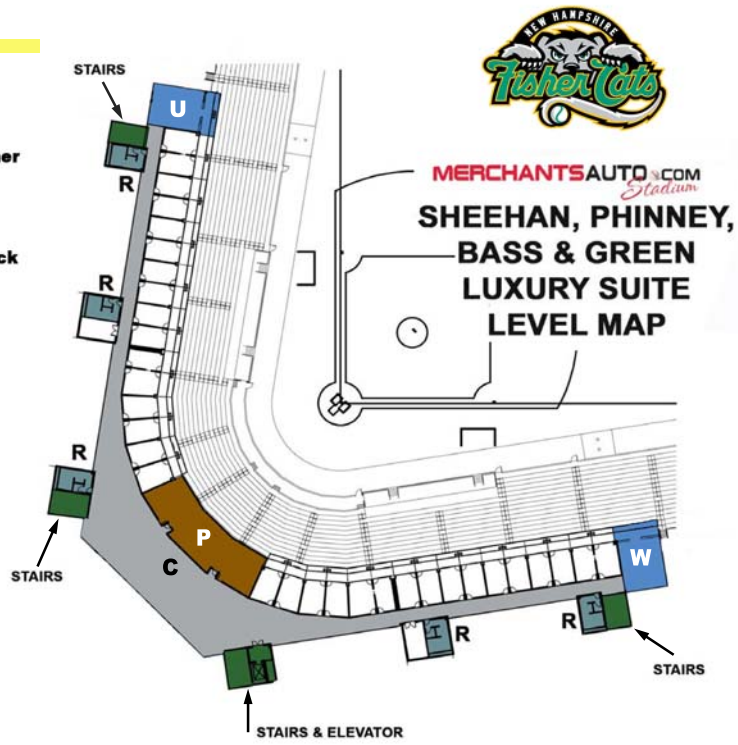 NEW HAMPSHIRE
Fisher Cats
MERCHANTSAUTO.COM
Stadium
SHEEHAN, PHINNEY,
BASS & GREEN
LUXURY SUITE
LEVEL MAP
STAIRS
U
R
R
R
STAIRS
P
C
W
R
R
STAIRS
STAIRS & ELEVATOR